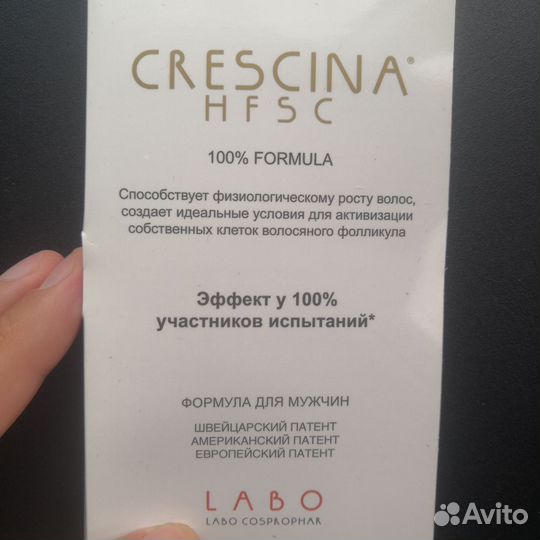 CRESCINA®
HFSC
100% FORMULA
Способствует физиологическому росту волос,
создает идеальные условия для активизации
собственных клеток волосяного фолликула
Эффект у 100%
участников испытаний*
ФОРМУЛА ДЛЯ МУЖЧИН
ШВЕЙЦАРСКИЙ ПАТЕНТ
АМЕРИКАНСКИЙ ПАТЕНТ
ЕВРОПЕЙСКИЙ ПАТЕНТ
LABO
LABO COSPROPHAR
Avito